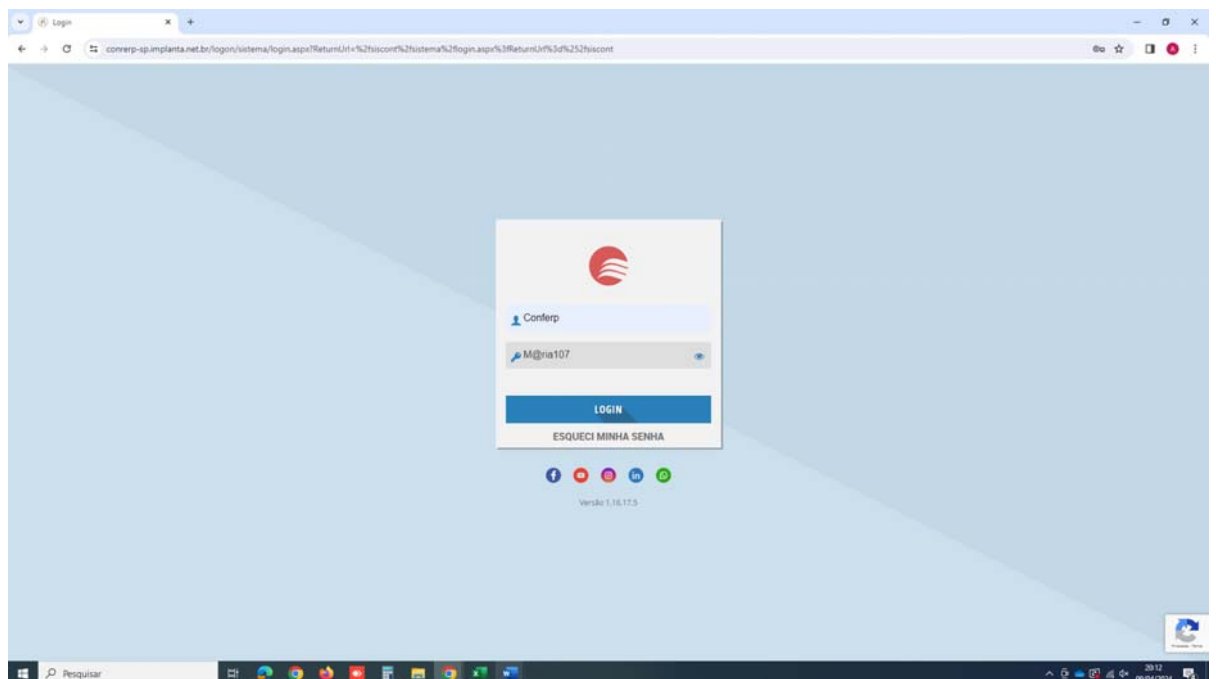 Login
conrerp-sp.implanta.net.br/logon/sistema/login.aspx?ReturnUrl=%2fsiscont%2fsistema%2flogin.aspx%3fReturnUrl%3d%252fsiscont
Conferp
M@ria107
LOGIN
ESQUECI MINHA SENHA
Versão 1.16.17.5
Pesquisar
20:12